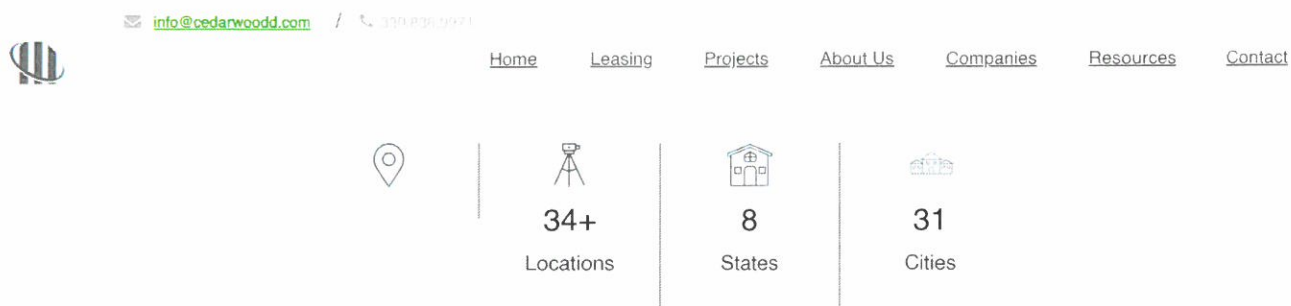 info@cedarwoodd.com /
Home Leasing Projects About Us Companies Resources Contact
34+ 8 31
Locations States Cities